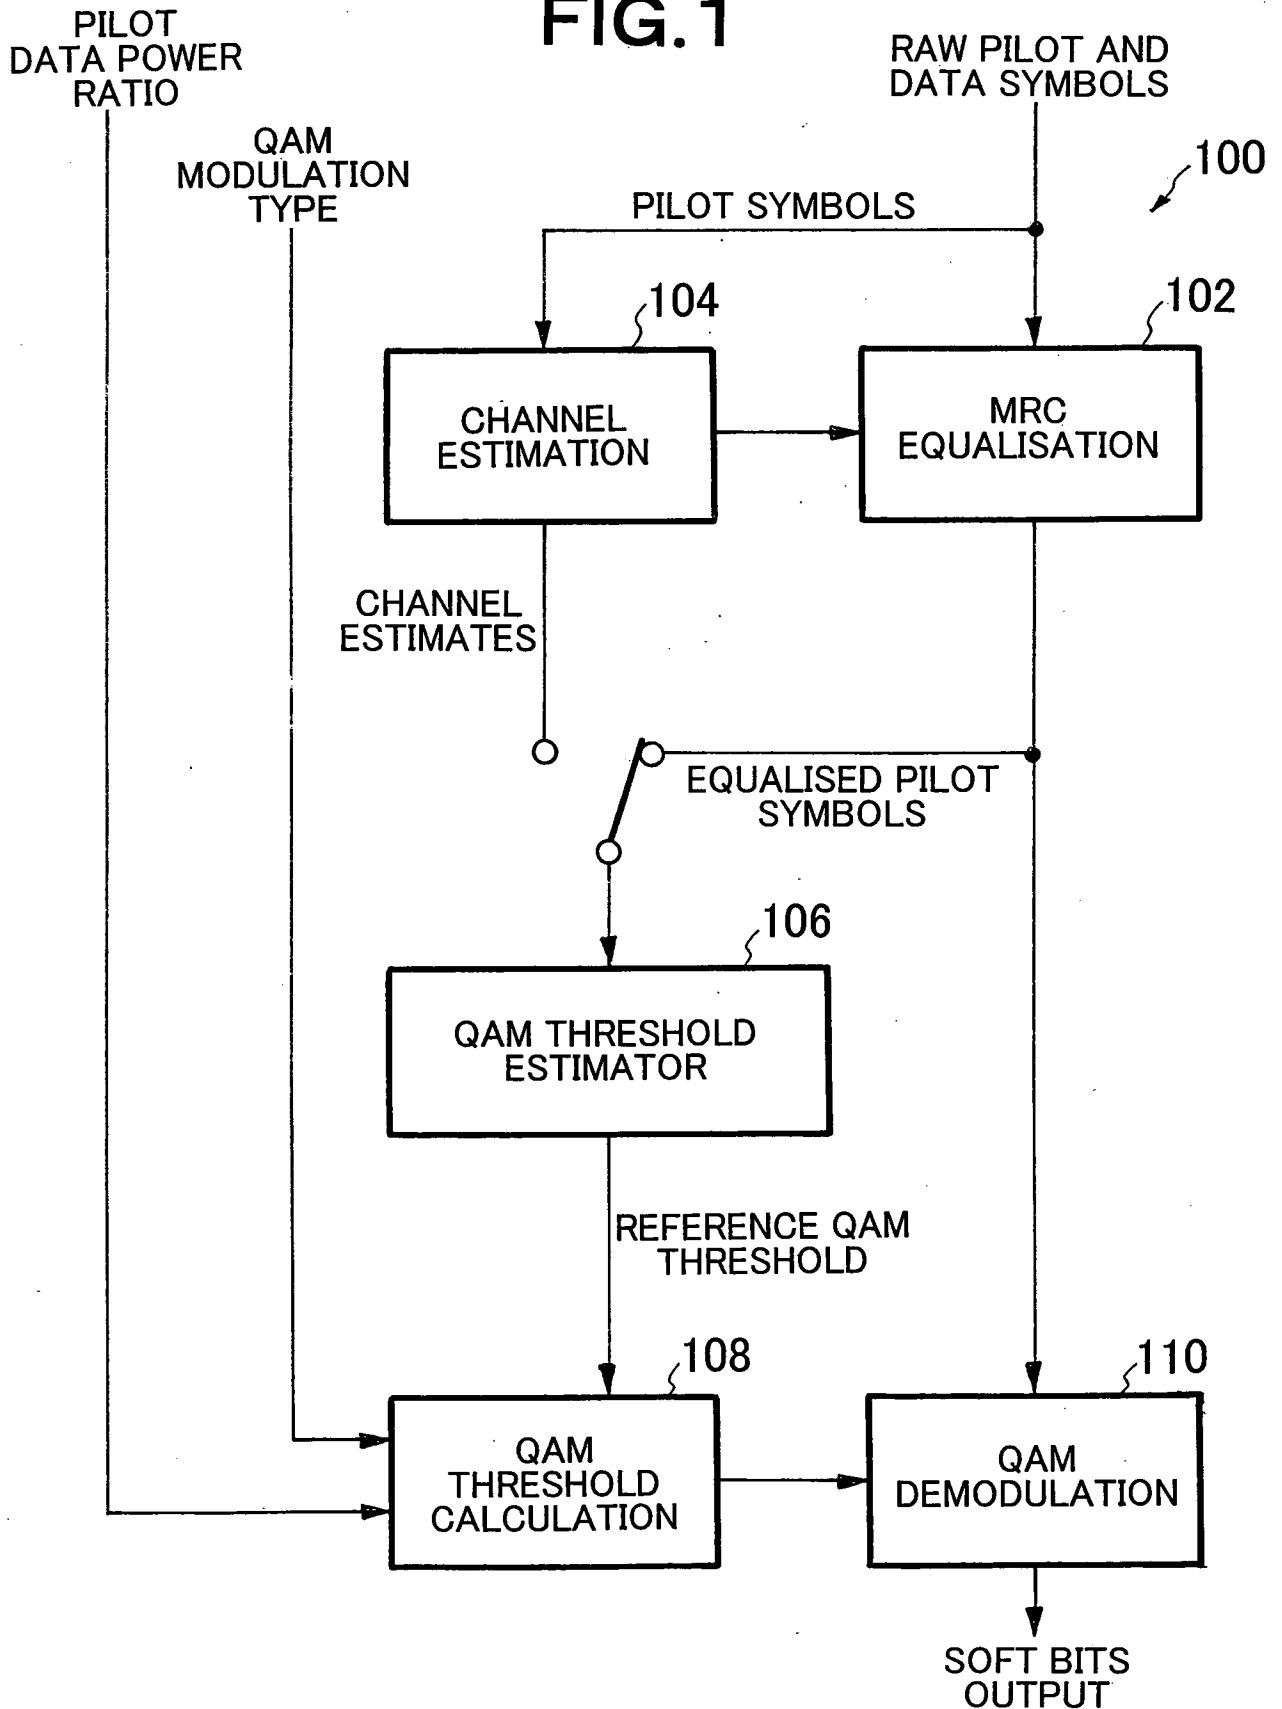 FIG. 1
PILOT
DATA POWER
RATIO
RAW PILOT AND
DATA SYMBOLS
QAM
MODULATION
TYPE
100
PILOT SYMBOLS
104
102
CHANNEL
ESTIMATION
MRC
EQUALISATION
CHANNEL
ESTIMATES
EQUALISED PILOT
SYMBOLS
106
QAM THRESHOLD
ESTIMATOR
REFERENCE QAM
THRESHOLD
108
110
QAM
THRESHOLD
CALCULATION
QAM
DEMODULATION
SOFT BITS
OUTPUT